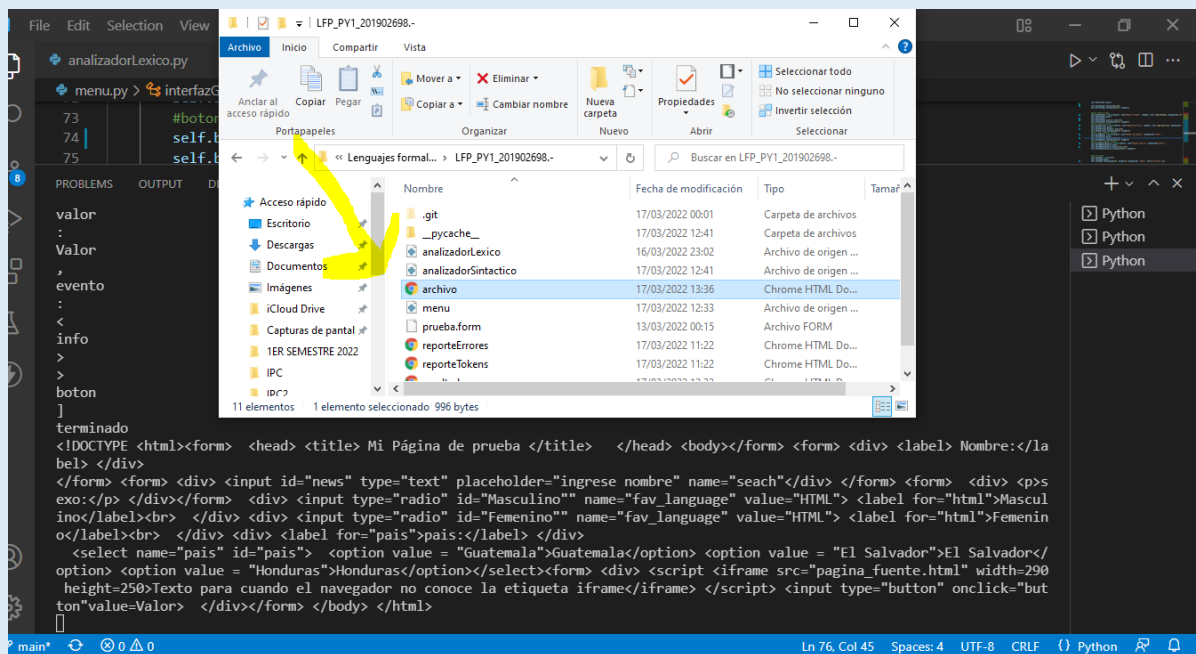 File Edit Selection View
LFP_PY1_201902698.-
Archivo Inicio Compartir Vista
analizadorLexico.py
menu.py > interfazG
Anclar al acceso rápido
Copiar
Pegar
Mover a
Copiar a
Eliminar
Cambiar nombre
Nueva carpeta
Propiedades
Seleccionar todo
No seleccionar ninguno
Invertir selección
Portapapeles Organizar Nuevo Abrir Seleccionar
73 #boton
74 self.b
75 self.b
« Lenguajes formal... > LFP_PY1_201902698.-
Buscar en LFP_PY1_201902698.-
8
PROBLEMS OUTPUT
Acceso rápido
Escritorio
Descargas
Documentos
Imágenes
iCloud Drive
Capturas de pantal
1ER SEMESTRE 2022
IPC
IPC2
Nombre Fecha de modificación Tipo Tamañ
.git 17/03/2022 00:01 Carpeta de archivos
__pycache__ 17/03/2022 12:41 Carpeta de archivos
analizadorLexico 16/03/2022 23:02 Archivo de origen ...
analizadorSintactico 17/03/2022 12:41 Archivo de origen ...
archivo 17/03/2022 13:36 Chrome HTML Do...
menu 17/03/2022 12:33 Archivo de origen ...
prueba.form 13/03/2022 00:15 Archivo FORM
reporteErrores 17/03/2022 11:22 Chrome HTML Do...
reporteTokens 17/03/2022 11:22 Chrome HTML Do...
11 elementos 1 elemento seleccionado 996 bytes
Python
Python
Python
valor
:
Valor
,
evento
:
<
info
>
>
boton
]
terminado
<!DOCTYPE <html><form> <head> <title> Mi Página de prueba </title> </head> <body></form> <form> <div> <label> Nombre:</la
bel> </div>
</form> <form> <div> <input id="news" type="text" placeholder="ingrese nombre" name="seach"</div> </form> <form> <div> <p>s
exo:</p> </div></form> <div> <input type="radio" id="Masculino"" name="fav_language" value="HTML"> <label for="html">Mascul
ino</label><br> </div> <div> <input type="radio" id="Femenino"" name="fav_language" value="HTML"> <label for="html">Femenin
o</label><br> </div> <div> <label for="pais">pais:</label> </div>
<select name="pais" id="pais"> <option value = "Guatemala">Guatemala</option> <option value = "El Salvador">El Salvador</
option> <option value = "Honduras">Honduras</option></select><form> <div> <script <iframe src="pagina_fuente.html" width=290
height=250>Texto para cuando el navegador no conoce la etiqueta iframe</iframe> </script> <input type="button" onclick="but
ton"value=Valor> </div></form> </body> </html>
main* 0 0 Ln 76, Col 45 Spaces: 4 UTF-8 CRLF {} Python